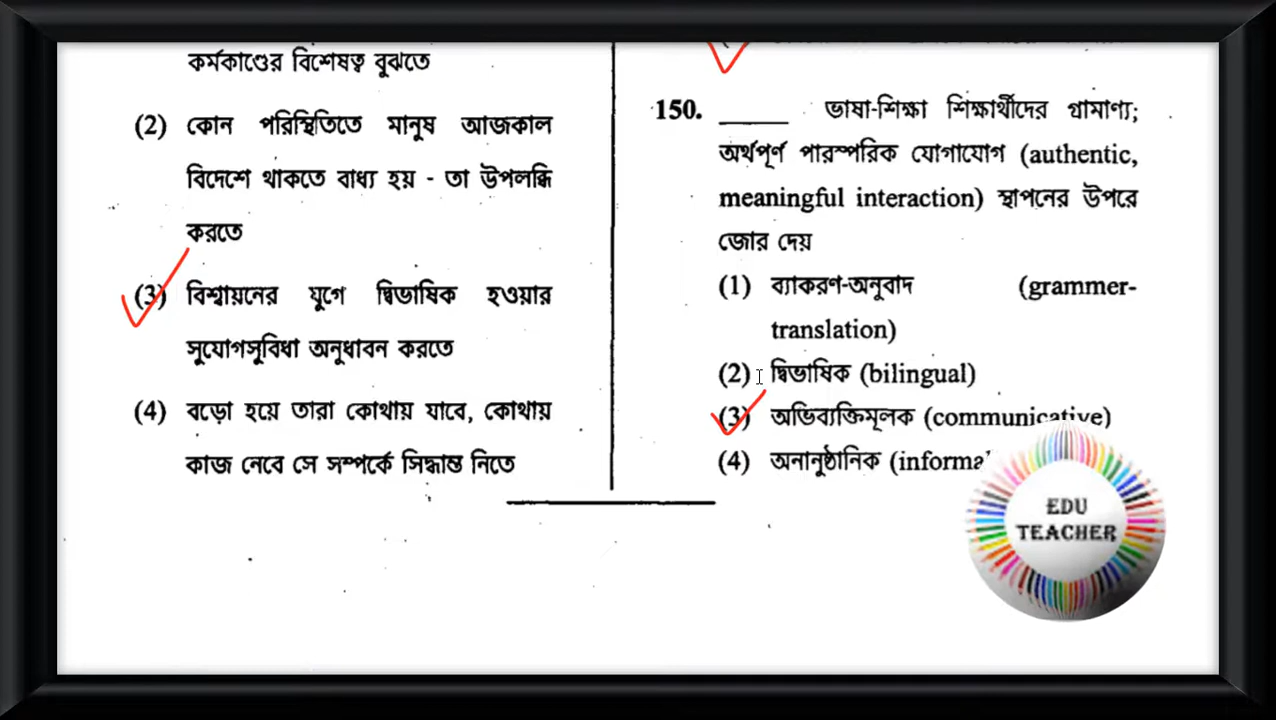 কর্মকাণ্ডের বিশেষত্ব বুঝতে
(2) কোন পরিস্থিতিতে মানুষ আজকাল
বিদেশে থাকতে বাধ্য হয় - তা উপলব্ধি
করতে
(3) বিশ্বায়নের যুগে দ্বিভাষিক হওয়ার
সুযোগসুবিধা অনুধাবন করতে
(4) বড়ো হয়ে তারা কোথায় যাবে, কোথায়
কাজ নেবে সে সম্পর্কে সিদ্ধান্ত নিতে
150. ______ ভাষা-শিক্ষা শিক্ষার্থীদের গ্রামাণ্য;
অর্থপূর্ণ পারস্পরিক যোগাযোগ (authentic,
meaningful interaction) স্থাপনের উপরে
জোর দেয়
(1) ব্যাকরণ-অনুবাদ (grammer-
translation)
(2) দ্বিভাষিক (bilingual)
(3) অভিব্যক্তিমূলক (communicative)
(4) অনানুষ্ঠানিক (informa
EDU
TEACHER